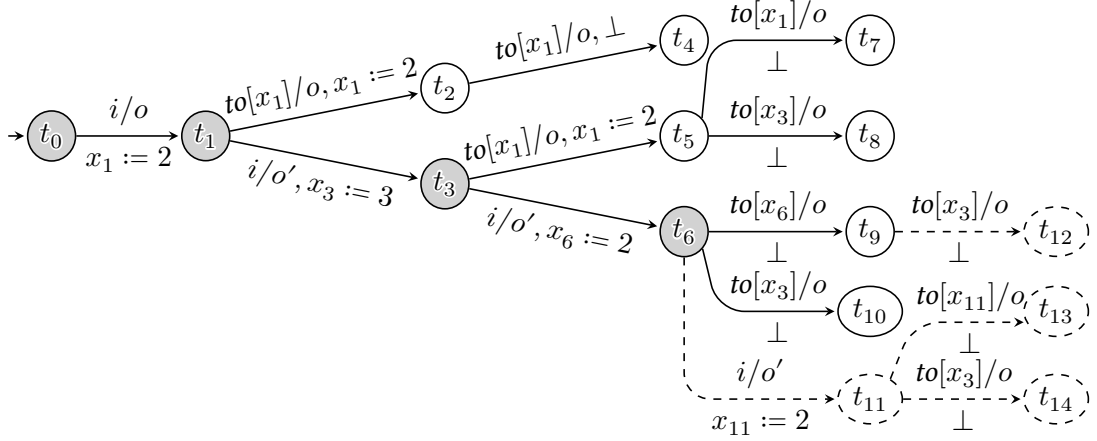 to[x₁]/o
t₄
t₇
to[x₁]/o, ⊥
⊥
to[x₁]/o, x₁ := 2
t₂
i/o
to[x₁]/o, x₁ := 2
to[x₃]/o
t₀
t₁
t₅
t₈
x₁ := 2
⊥
i/o′, x₃ := 3
t₃
i/o′, x₆ := 2
to[x₆]/o
to[x₃]/o
t₆
t₉
t₁₂
⊥
⊥
to[x₃]/o
to[x₁₁]/o
t₁₀
t₁₃
⊥
⊥
i/o′
to[x₃]/o
t₁₁
t₁₄
x₁₁ := 2
⊥